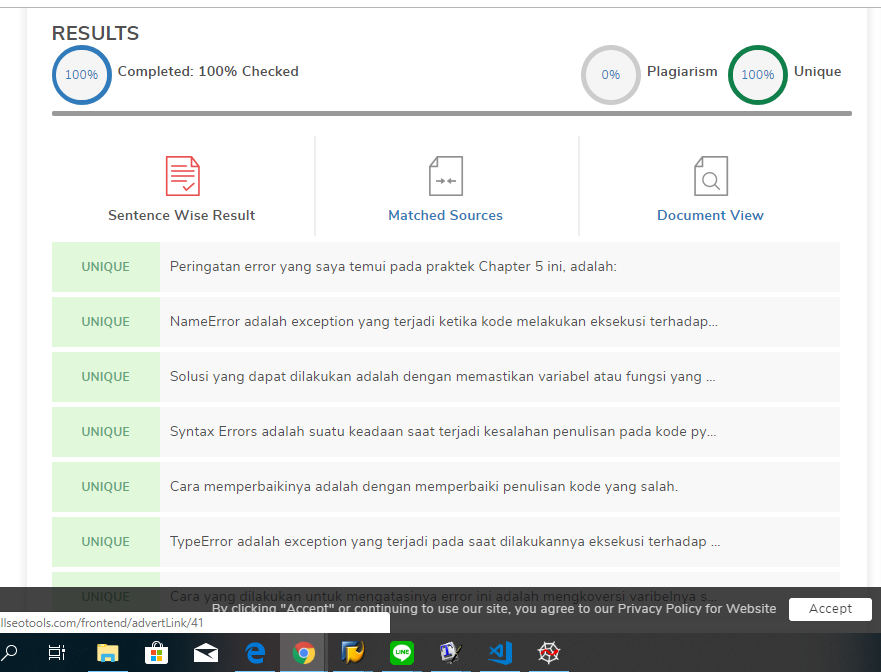 RESULTS
100%
Completed: 100% Checked
0%
Plagiarism
100%
Unique
Sentence Wise Result
Matched Sources
Document View
UNIQUE Peringatan error yang saya temui pada praktek Chapter 5 ini, adalah:
UNIQUE NameError adalah exception yang terjadi ketika kode melakukan eksekusi terhadap...
UNIQUE Solusi yang dapat dilakukan adalah dengan memastikan variabel atau fungsi yang ...
UNIQUE Syntax Errors adalah suatu keadaan saat terjadi kesalahan penulisan pada kode py...
UNIQUE Cara memperbaikinya adalah dengan memperbaiki penulisan kode yang salah.
UNIQUE TypeError adalah exception yang terjadi pada saat dilakukannya eksekusi terhadap ...
UNIQUE Cara yang dilakukan untuk mengatasinya error ini adalah mengkoversi varibelnya s...
By clicking "Accept" or continuing to use our site, you agree to our Privacy Policy for Website
Accept
llseotools.com/frontend/advertLink/41
LINE